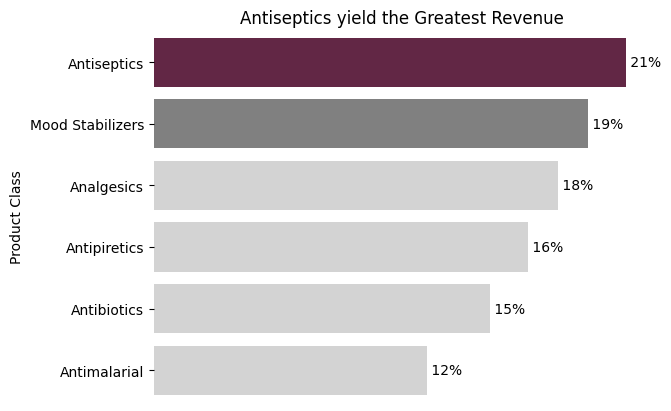 Antiseptics yield the Greatest Revenue
Product Class
Antiseptics 21%
Mood Stabilizers 19%
Analgesics 18%
Antipiretics 16%
Antibiotics 15%
Antimalarial 12%